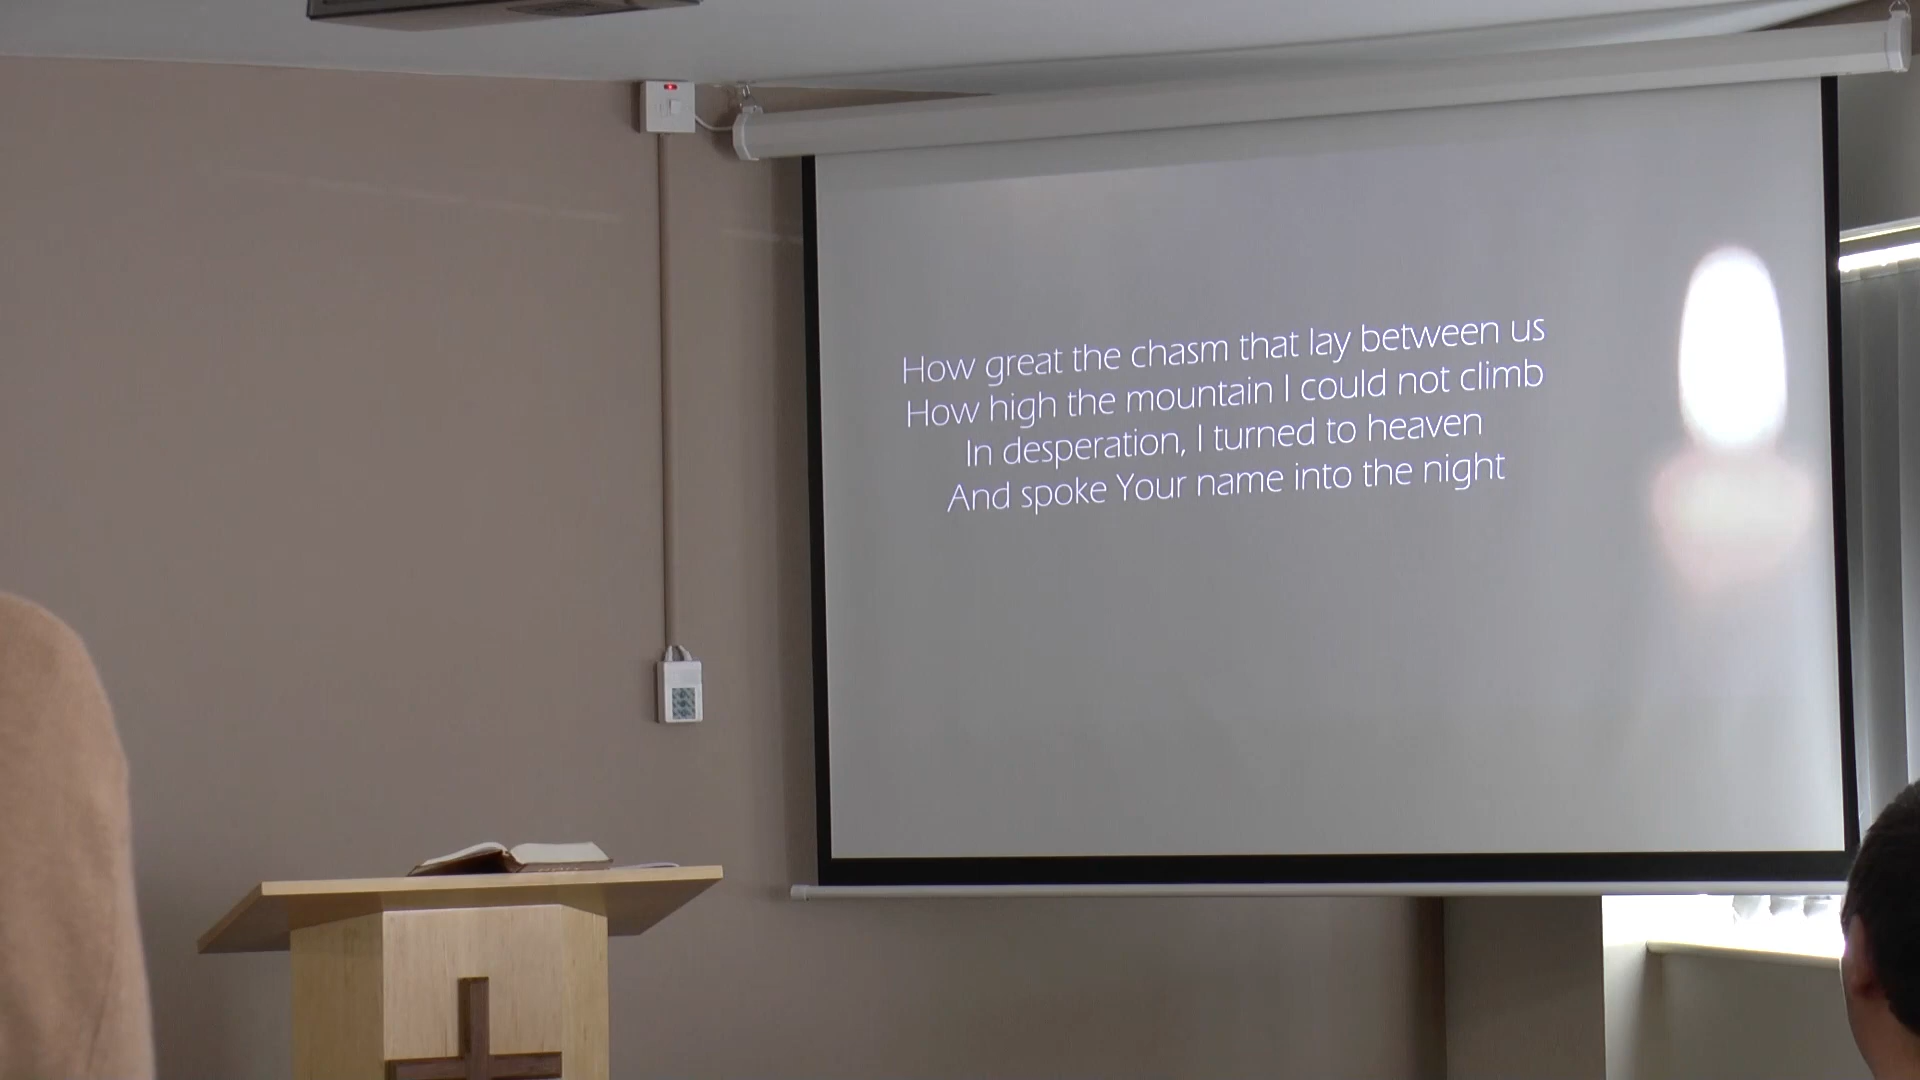 How great the chasm that lay between us
How high the mountain I could not climb
In desperation, I turned to heaven
And spoke Your name into the night